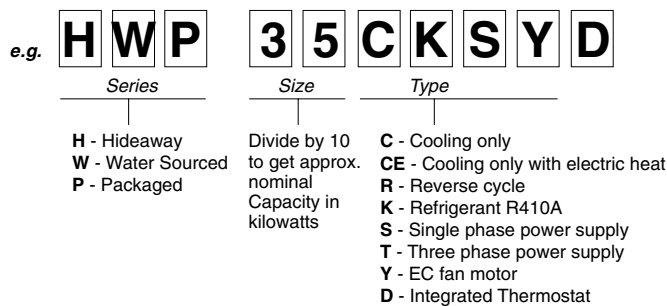 e.g. H W P 3 5 C K S Y D
Series Size Type
H - Hideaway
W - Water Sourced
P - Packaged
Divide by 10
to get approx.
nominal
Capacity in
kilowatts
C - Cooling only
CE - Cooling only with electric heat
R - Reverse cycle
K - Refrigerant R410A
S - Single phase power supply
T - Three phase power supply
Y - EC fan motor
D - Integrated Thermostat